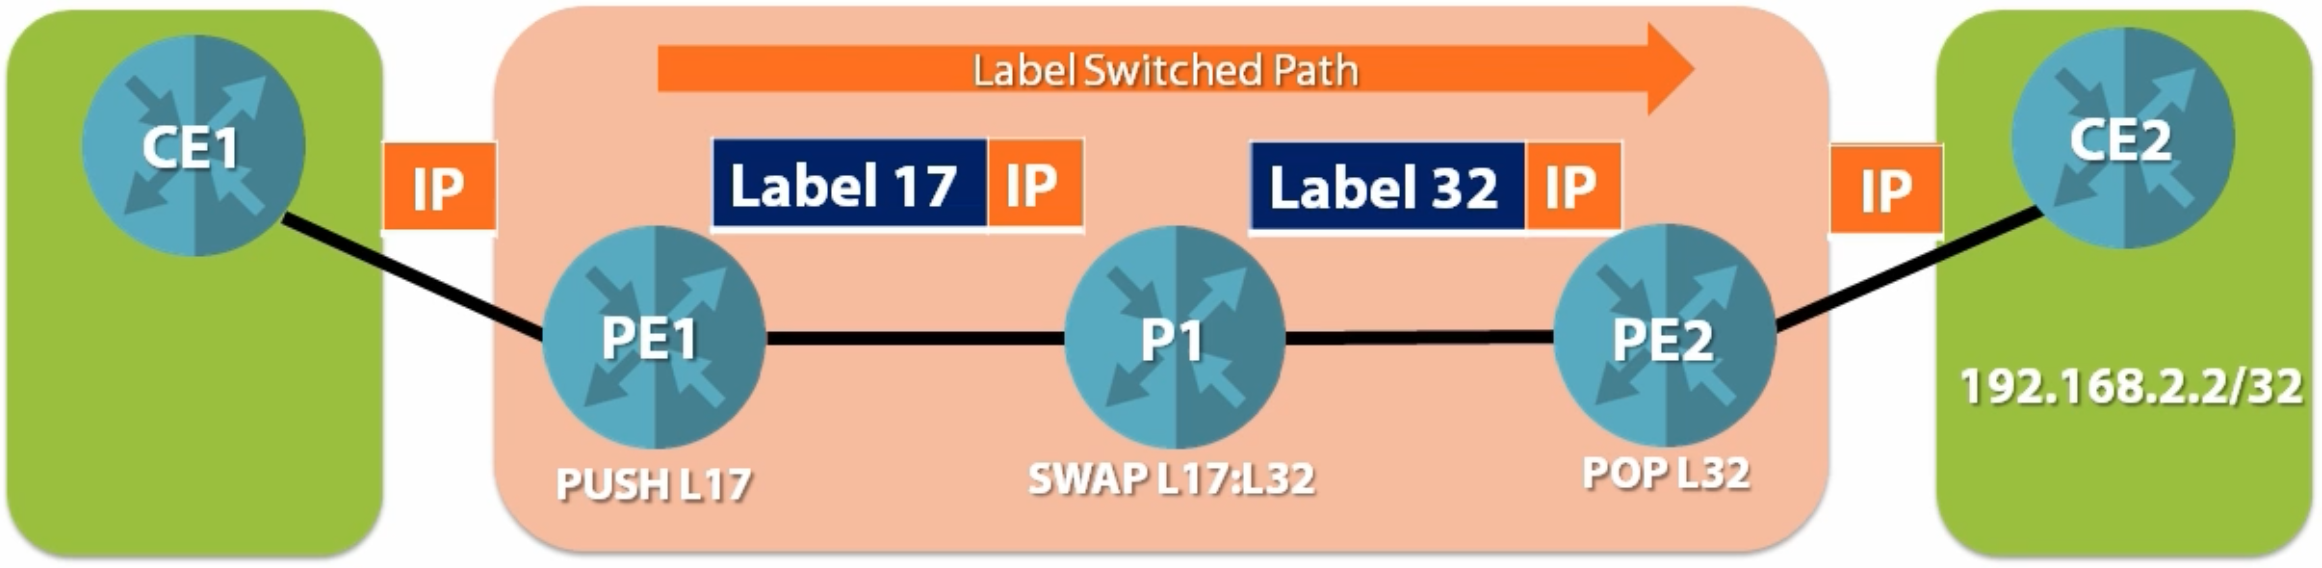 Label Switched Path
CE1
IP
Label 17 IP
Label 32 IP
IP
CE2
PE1
P1
PE2
192.168.2.2/32
PUSH L17
SWAP L17:L32
POP L32